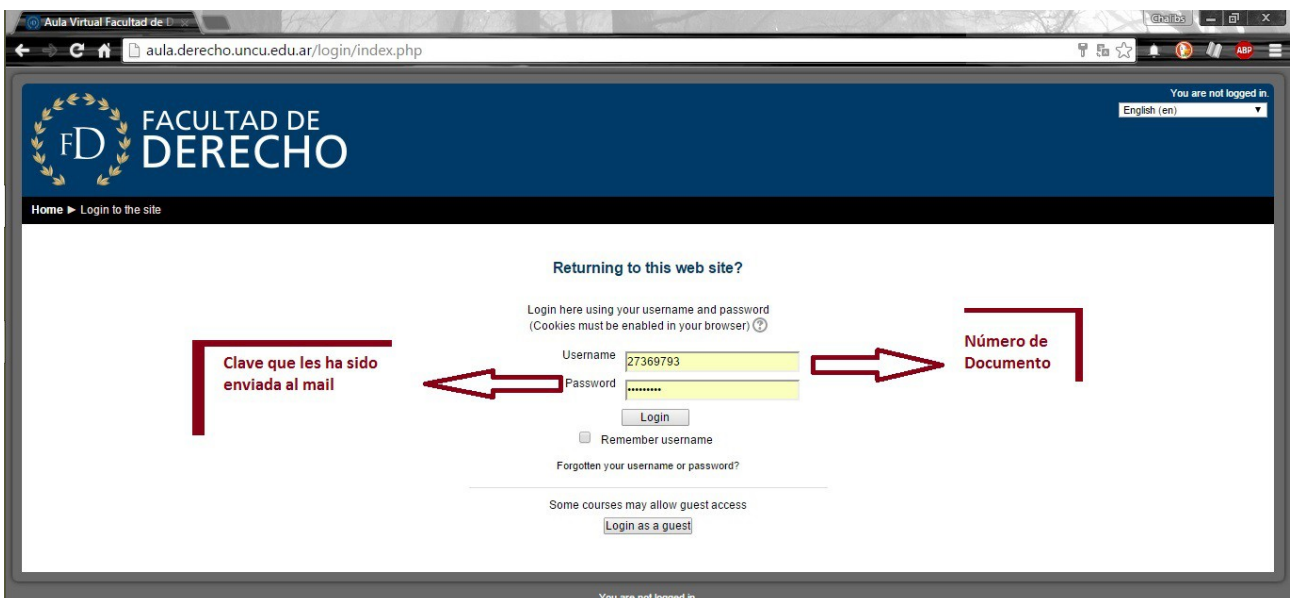 Aula Virtual Facultad de D
Chalibs
aula.derecho.uncu.edu.ar/login/index.php
ABP
You are not logged in.
English (en)
FD
FACULTAD DE
DERECHO
Home ► Login to the site
Returning to this web site?
Login here using your username and password
(Cookies must be enabled in your browser)
Username
27369793
Password
•••••••••
Clave que les ha sido
enviada al mail
Número de
Documento
Login
Remember username
Forgotten your username or password?
Some courses may allow guest access
Login as a guest
You are not logged in